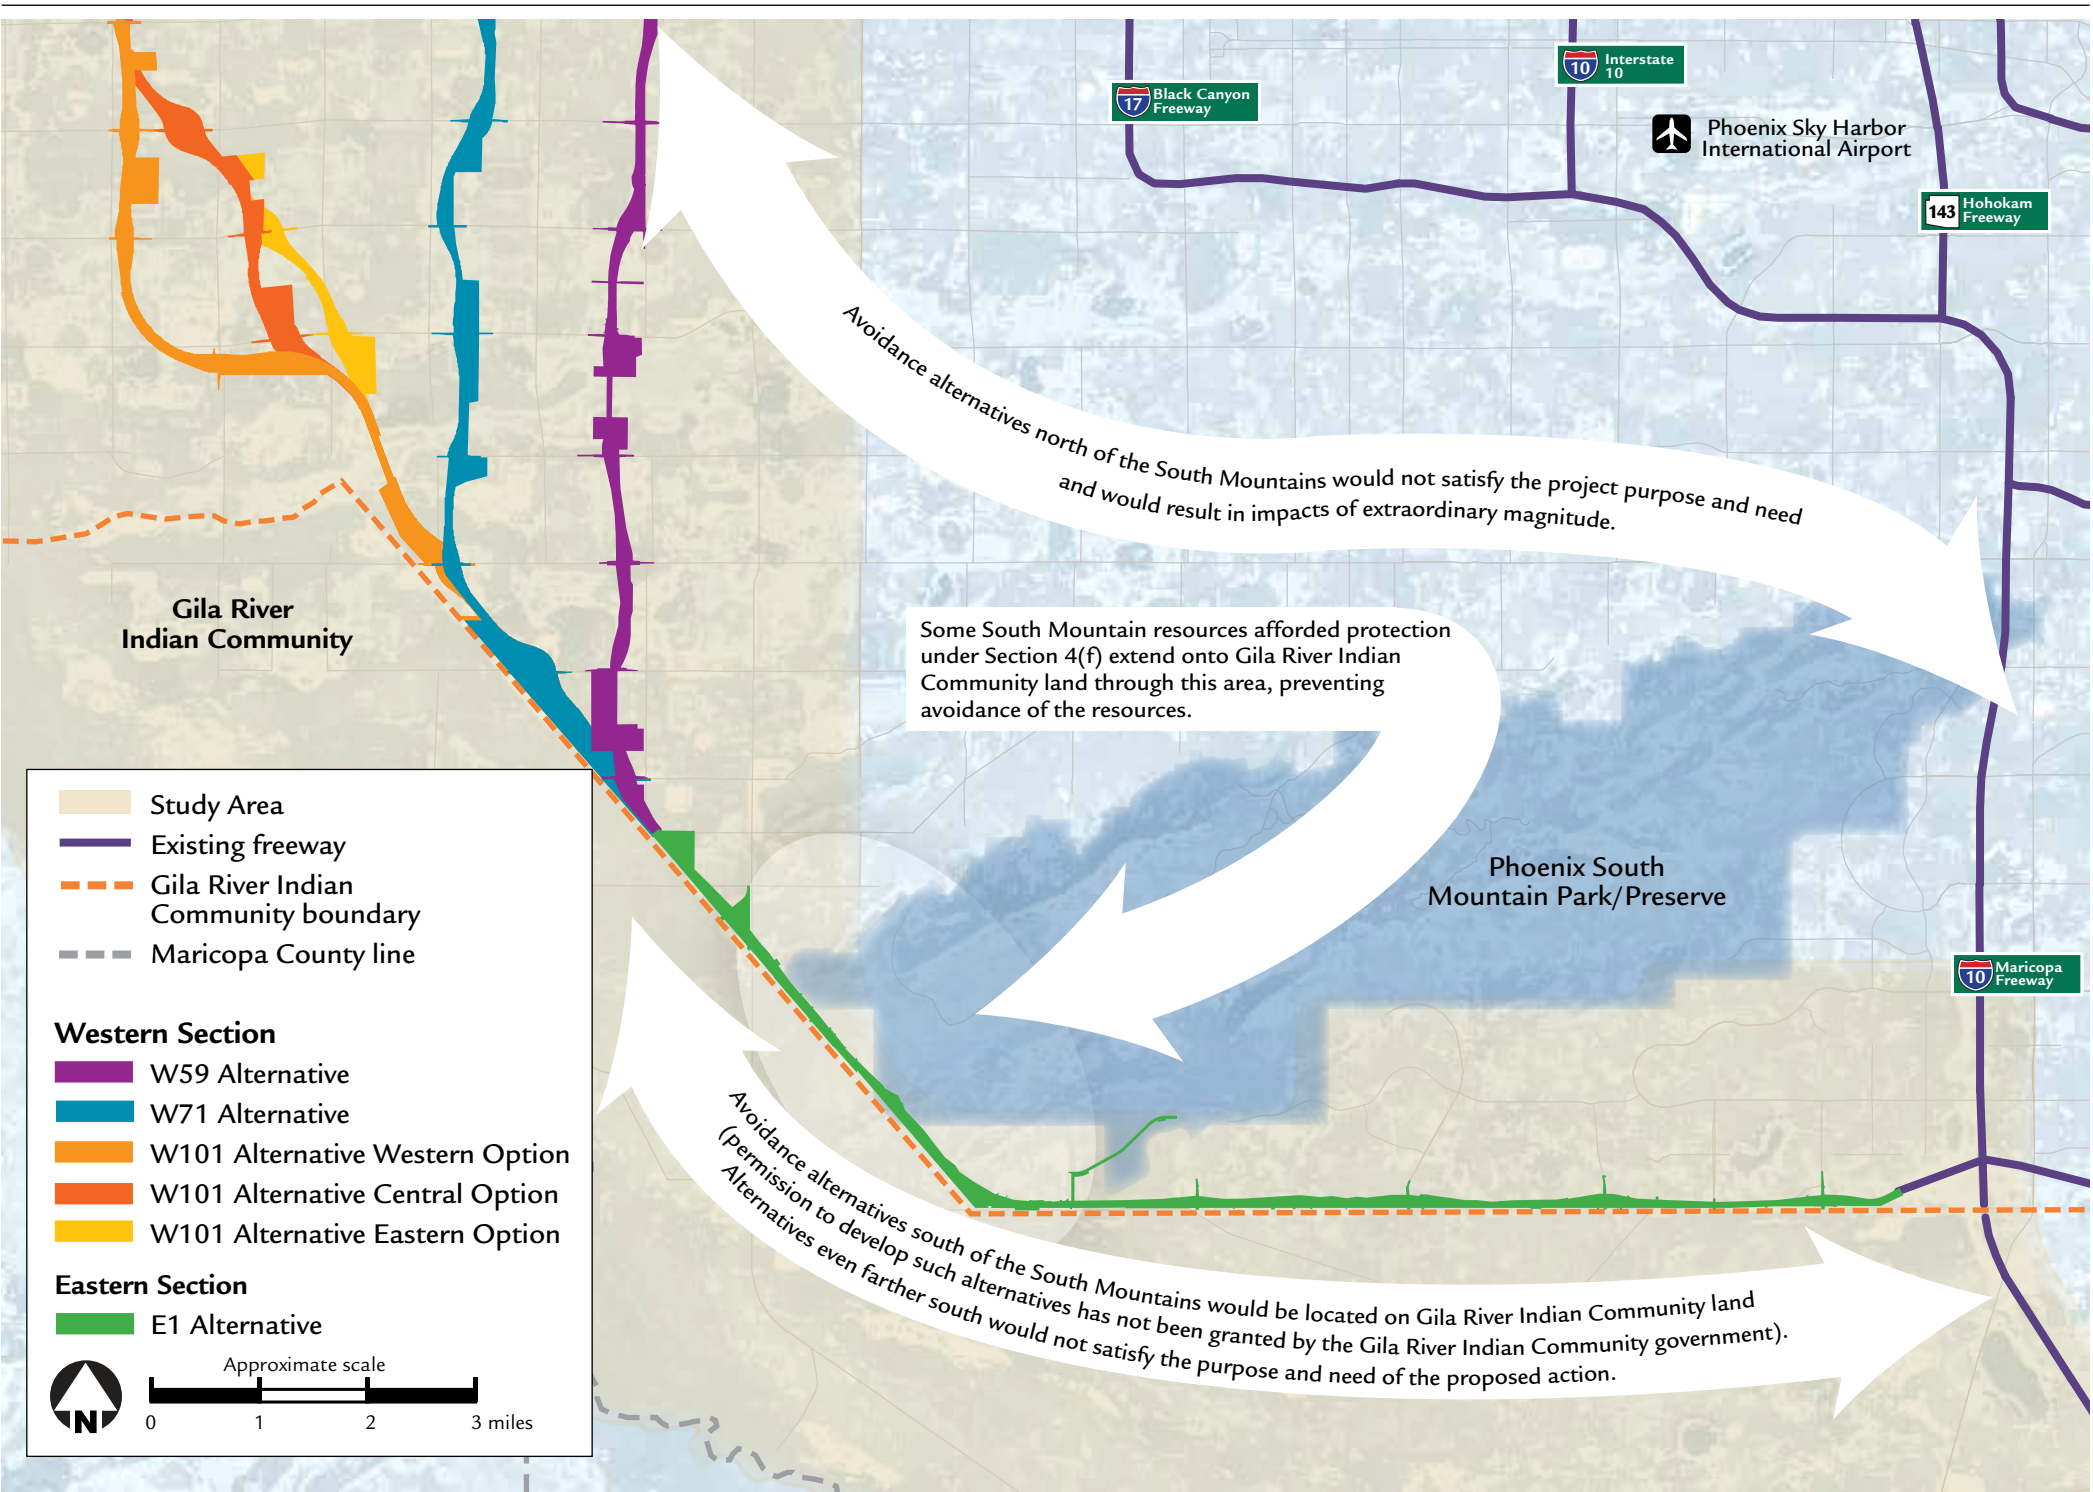 17 Black Canyon
Freeway
10 Interstate
10
Phoenix Sky Harbor
International Airport
143 Hohokam
Freeway
Avoidance alternatives north of the South Mountains would not satisfy the project purpose and need
and would result in impacts of extraordinary magnitude.
Gila River
Indian Community
Some South Mountain resources afforded protection
under Section 4(f) extend onto Gila River Indian
Community land through this area, preventing
avoidance of the resources.
Phoenix South
Mountain Park/Preserve
10 Maricopa
Freeway
Avoidance alternatives south of the South Mountains would be located on Gila River Indian Community land
(permission to develop such alternatives has not been granted by the Gila River Indian Community government).
Alternatives even farther south would not satisfy the purpose and need of the proposed action.
Study Area
Existing freeway
Gila River Indian
Community boundary
Maricopa County line
Western Section
W59 Alternative
W71 Alternative
W101 Alternative Western Option
W101 Alternative Central Option
W101 Alternative Eastern Option
Eastern Section
E1 Alternative
N
Approximate scale
0 1 2 3 miles